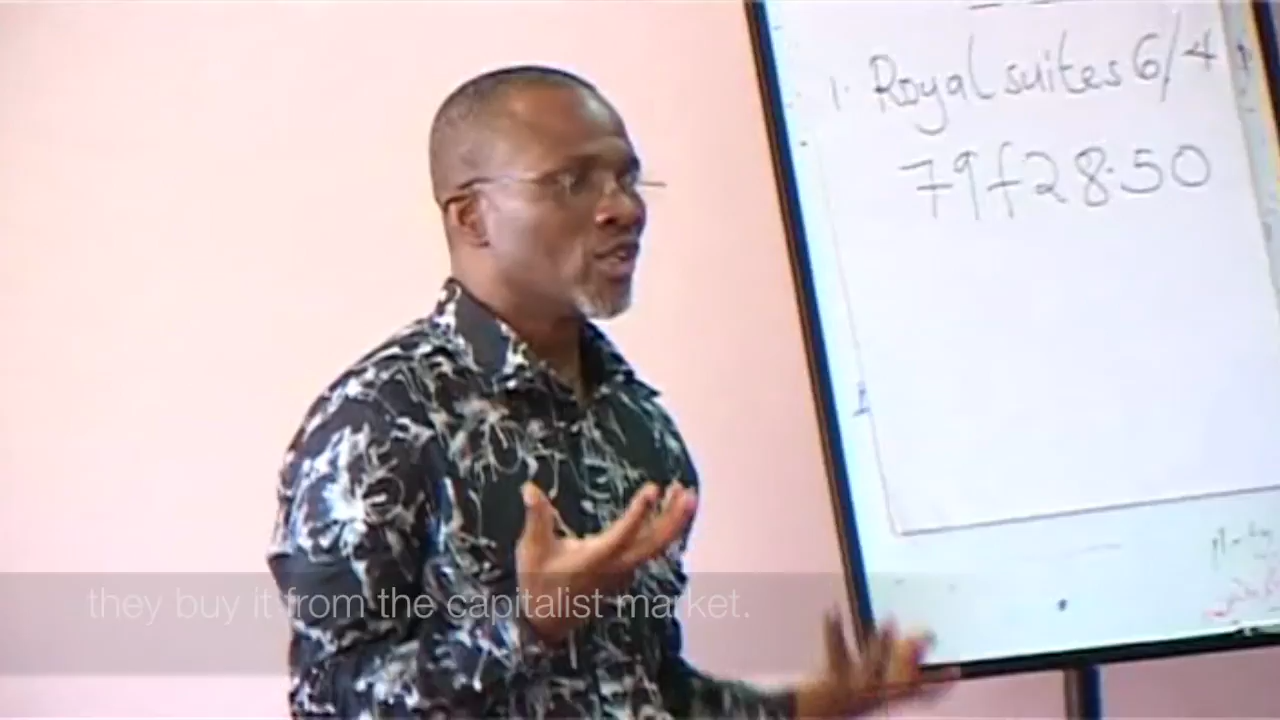 1. Royal suites 6/4
79f28.50
they buy it from the capitalist market.